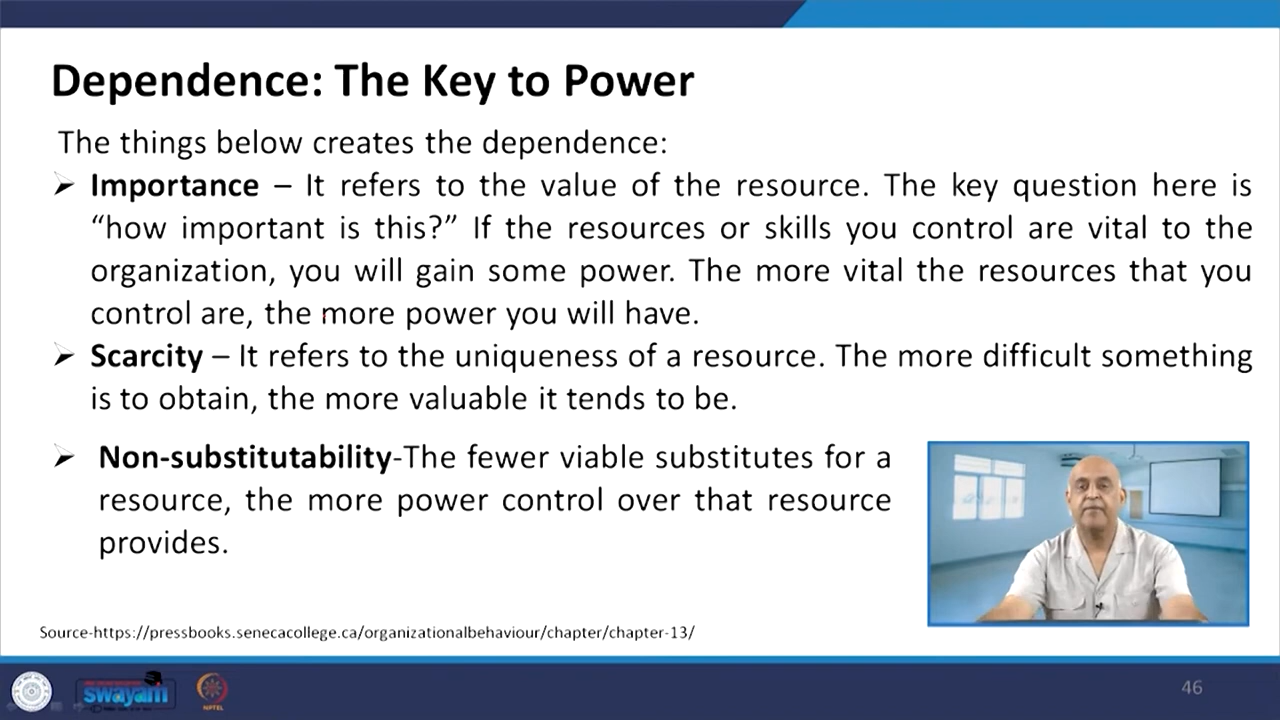 Dependence: The Key to Power
The things below creates the dependence:
➢ Importance – It refers to the value of the resource. The key question here is
“how important is this?” If the resources or skills you control are vital to the
organization, you will gain some power. The more vital the resources that you
control are, the more power you will have.
➢ Scarcity – It refers to the uniqueness of a resource. The more difficult something
is to obtain, the more valuable it tends to be.
➢ Non-substitutability-The fewer viable substitutes for a
resource, the more power control over that resource
provides.
Source-https://pressbooks.senecacollege.ca/organizationalbehaviour/chapter/chapter-13/
swayam
NPTEL
46